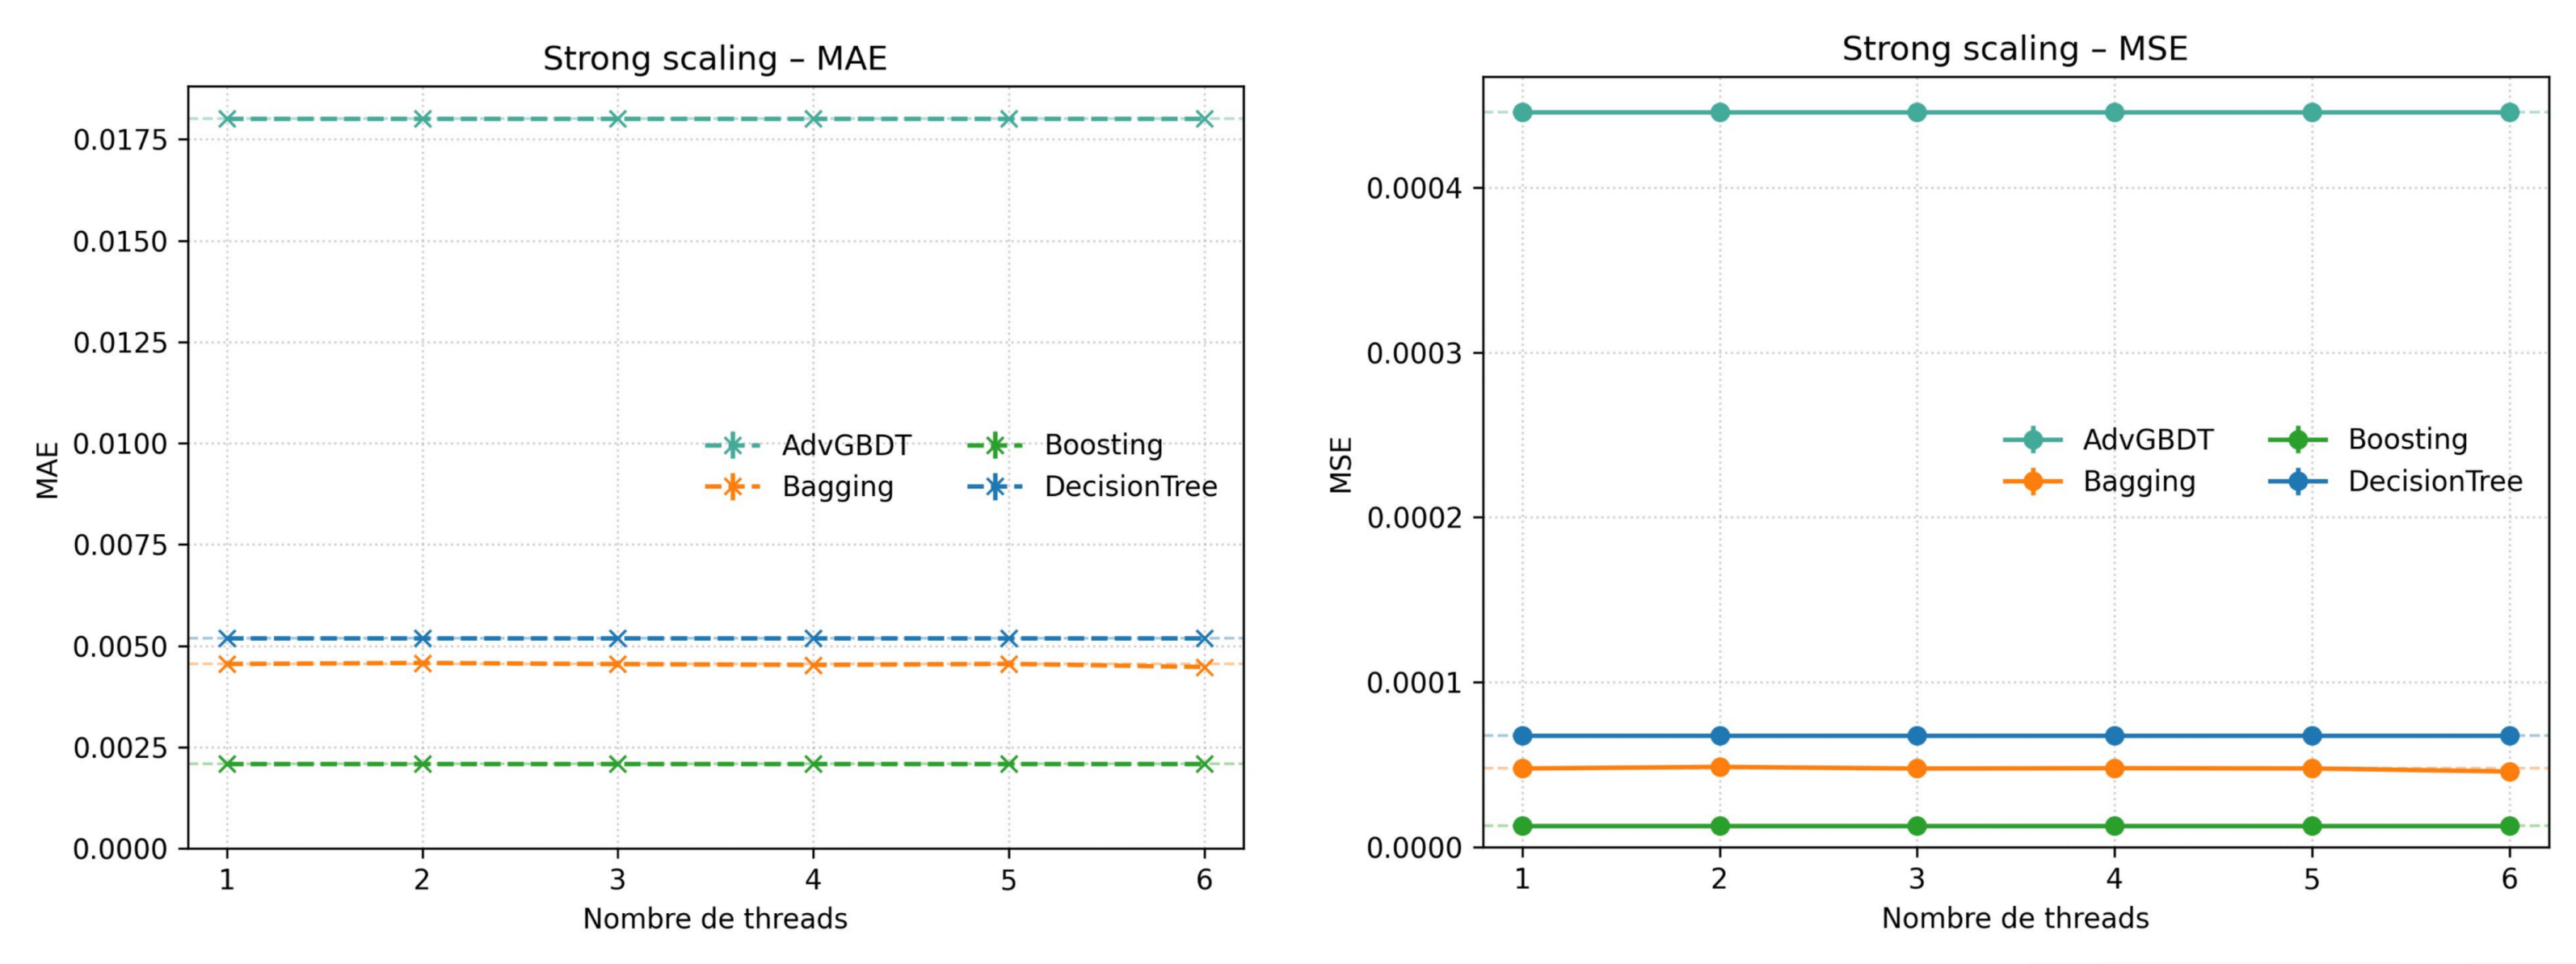 Strong scaling – MAE
0.0175
0.0150
0.0125
0.0100
0.0075
0.0050
0.0025
0.0000
MAE
AdvGBDT
Bagging
Boosting
DecisionTree
1 2 3 4 5 6
Nombre de threads
Strong scaling – MSE
0.0004
0.0003
0.0002
0.0001
0.0000
MSE
AdvGBDT
Bagging
Boosting
DecisionTree
1 2 3 4 5 6
Nombre de threads